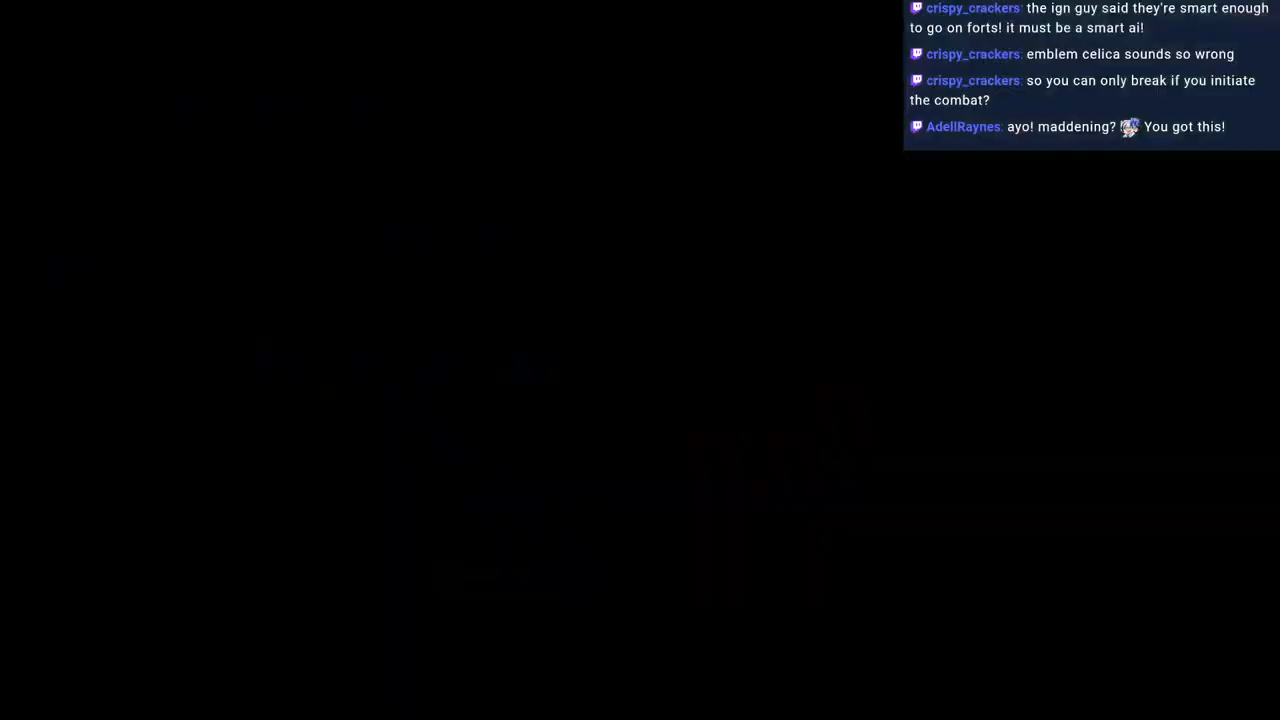 crispy_crackers: the ign guy said they're smart enough
to go on forts! it must be a smart ai!
crispy_crackers: emblem celica sounds so wrong
crispy_crackers: so you can only break if you initiate
the combat?
AdellRaynes: ayo! maddening? You got this!